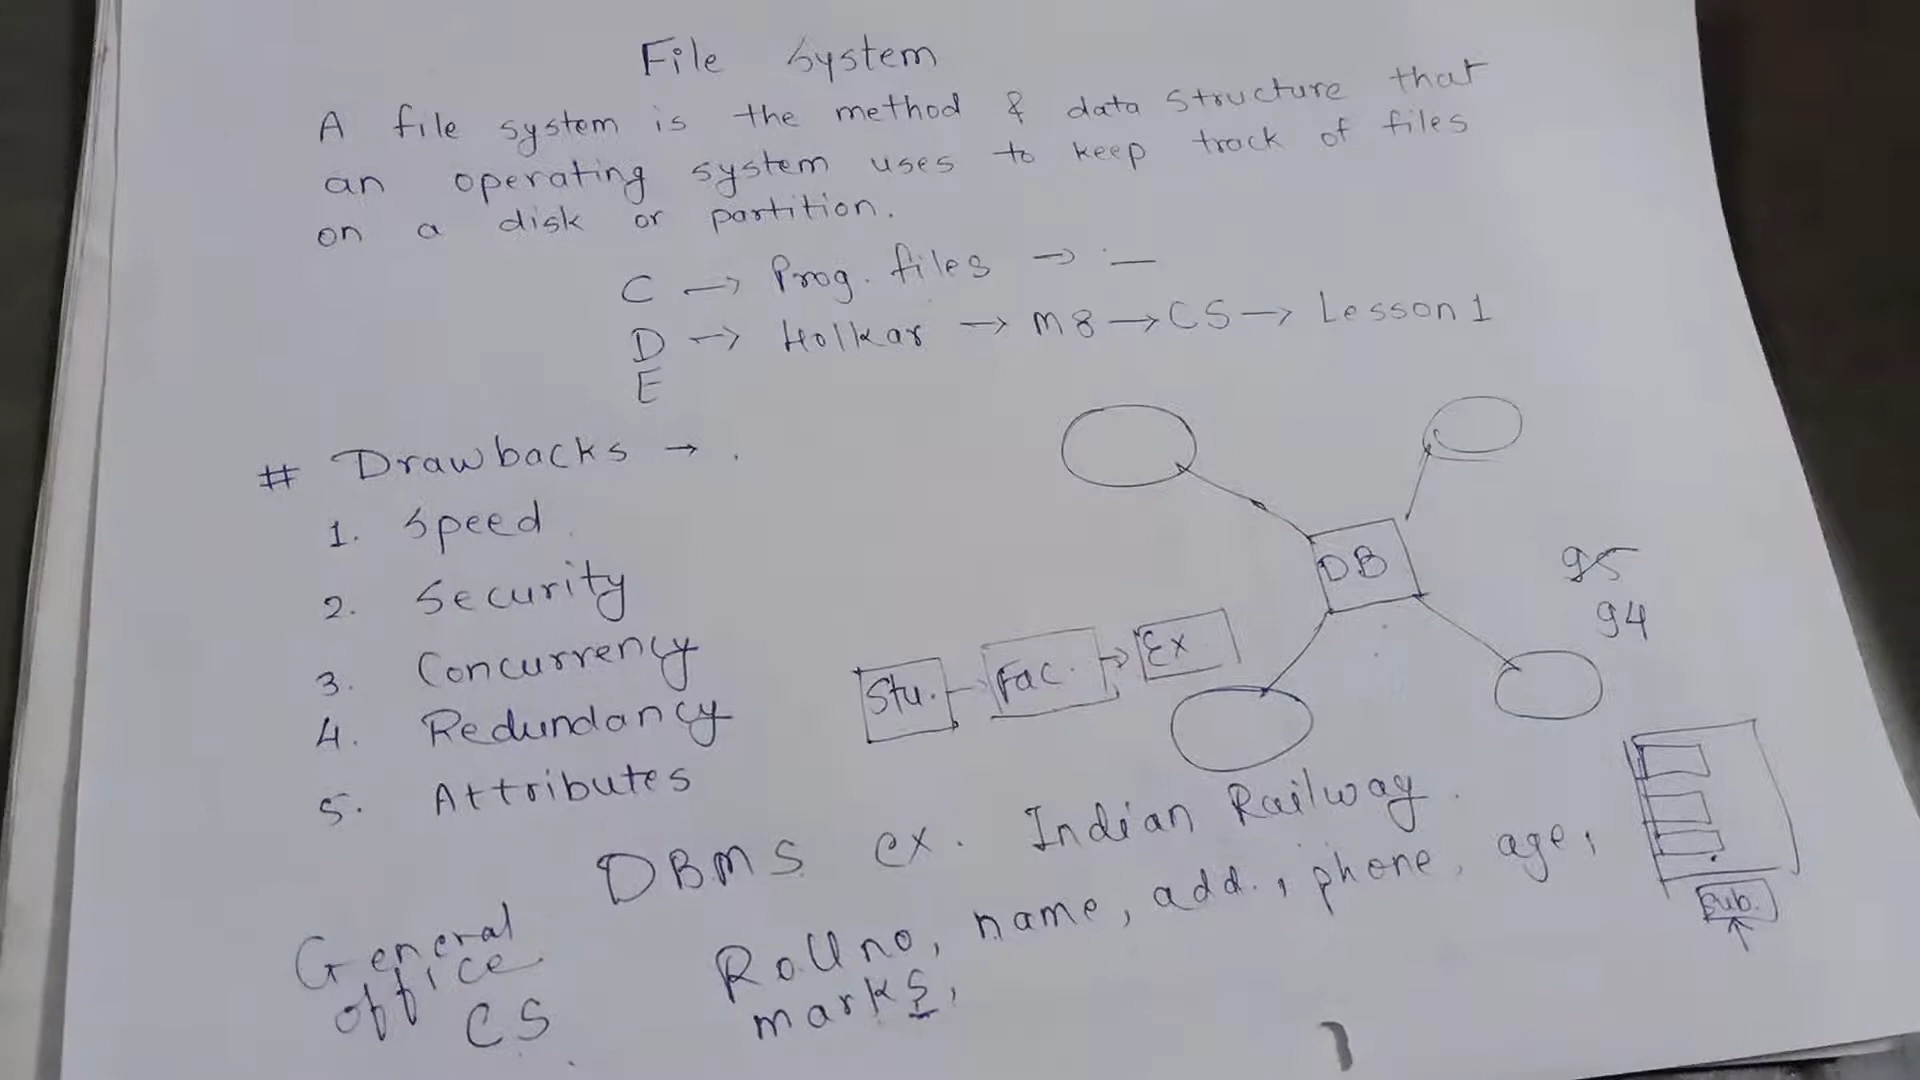 File System
A file system is the method & data structure that
an operating system uses to keep track of files
on a disk or partition.
C → Prog. files → —
D → Holkar → M8 → CS → Lesson 1
E
# Drawbacks →
1. Speed
2. Security
3. Concurrency
4. Redundancy
5. Attributes
DB
95
94
Stu. → Fac. → Ex
DBMS ex. Indian Railway.
General
office
CS
Rollno, name, add., phone, age,
marks,
Sub.